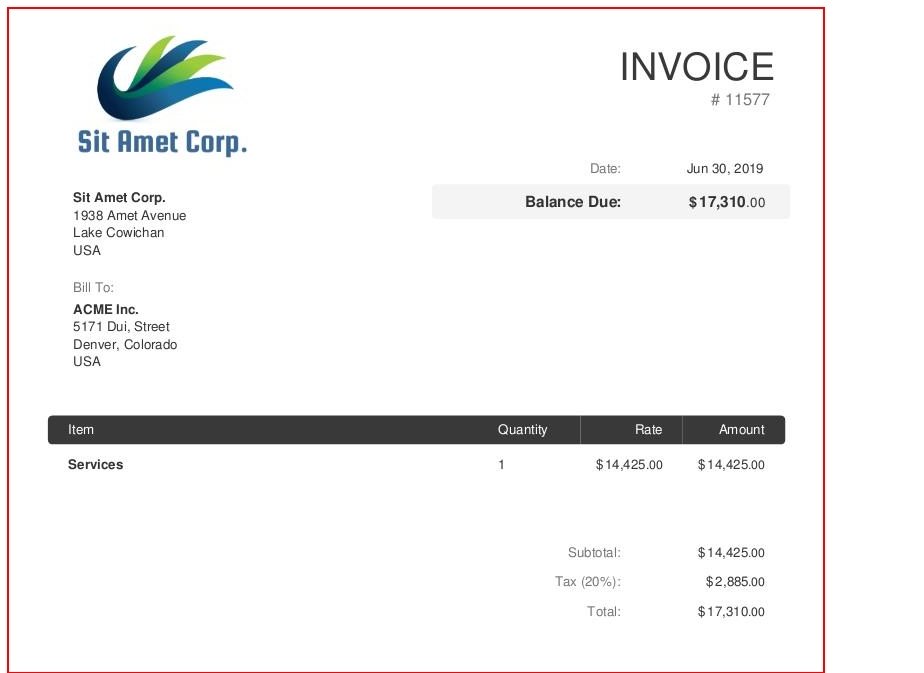 Sit Amet Corp.
INVOICE
# 11577
Date: Jun 30, 2019
Balance Due: $17,310.00
Sit Amet Corp.
1938 Amet Avenue
Lake Cowichan
USA
Bill To:
ACME Inc.
5171 Dui, Street
Denver, Colorado
USA
Item Quantity Rate Amount
Services 1 $14,425.00 $14,425.00
Subtotal: $14,425.00
Tax (20%): $2,885.00
Total: $17,310.00